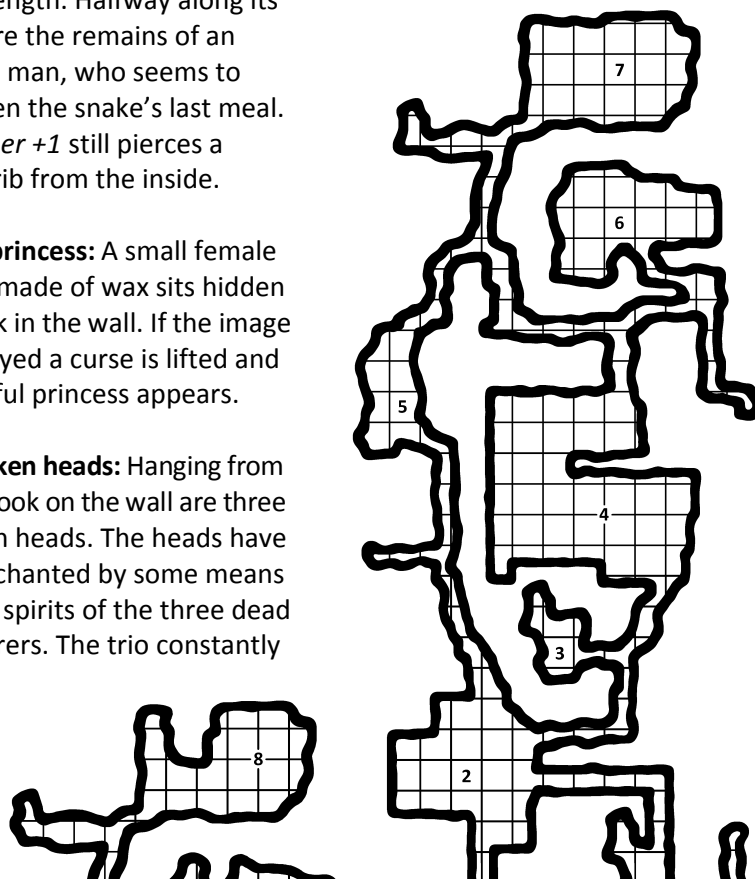 ength. Halfway along its
re the remains of an
man, who seems to
en the snake's last meal.
er +1 still pierces a
rib from the inside.
princess: A small female
made of wax sits hidden
k in the wall. If the image
yed a curse is lifted and
ful princess appears.
ken heads: Hanging from
ook on the wall are three
n heads. The heads have
chanted by some means
spirits of the three dead
rers. The trio constantly
7
6
5
4
3
2
8